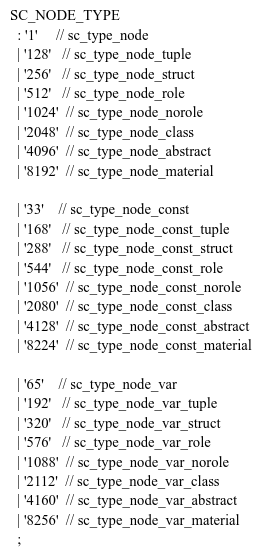 SC_NODE_TYPE
: '1' // sc_type_node
| '128' // sc_type_node_tuple
| '256' // sc_type_node_struct
| '512' // sc_type_node_role
| '1024' // sc_type_node_norole
| '2048' // sc_type_node_class
| '4096' // sc_type_node_abstract
| '8192' // sc_type_node_material
| '33' // sc_type_node_const
| '168' // sc_type_node_const_tuple
| '288' // sc_type_node_const_struct
| '544' // sc_type_node_const_role
| '1056' // sc_type_node_const_norole
| '2080' // sc_type_node_const_class
| '4128' // sc_type_node_const_abstract
| '8224' // sc_type_node_const_material
| '65' // sc_type_node_var
| '192' // sc_type_node_var_tuple
| '320' // sc_type_node_var_struct
| '576' // sc_type_node_var_role
| '1088' // sc_type_node_var_norole
| '2112' // sc_type_node_var_class
| '4160' // sc_type_node_var_abstract
| '8256' // sc_type_node_var_material
;